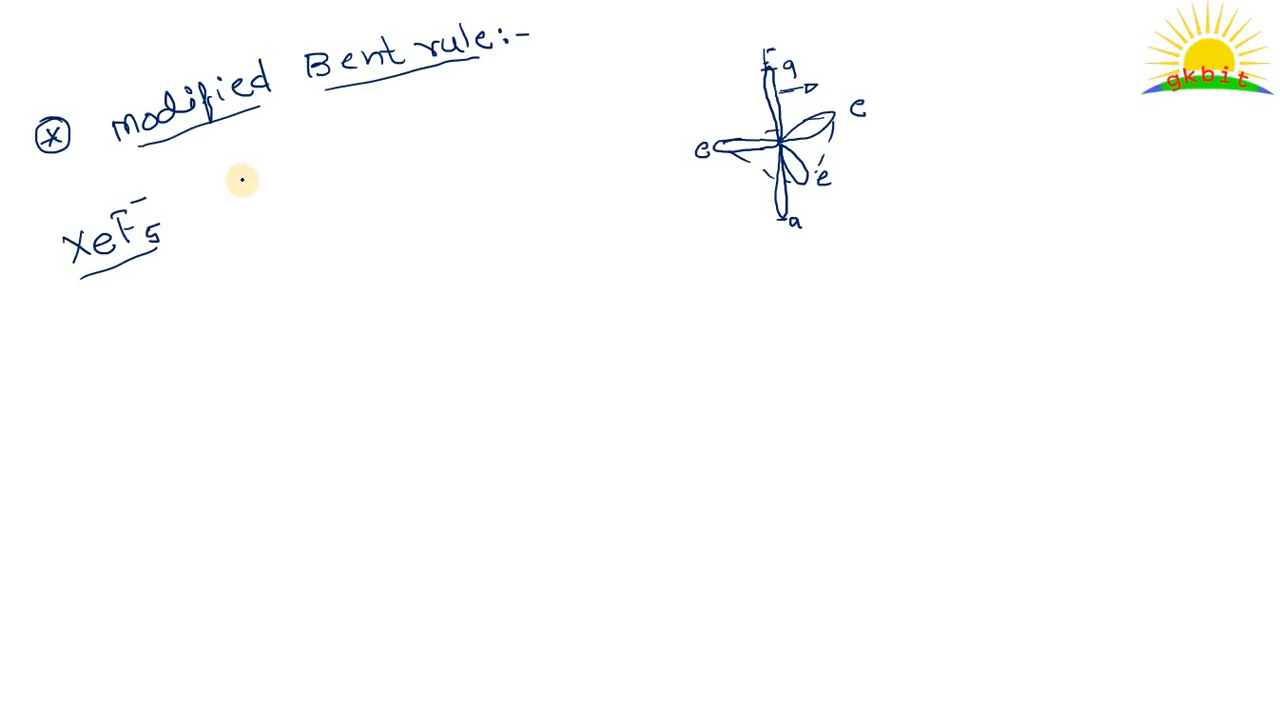 modified Bent rule:-
XeF5-
F
a
e
e
e
a
gkbit